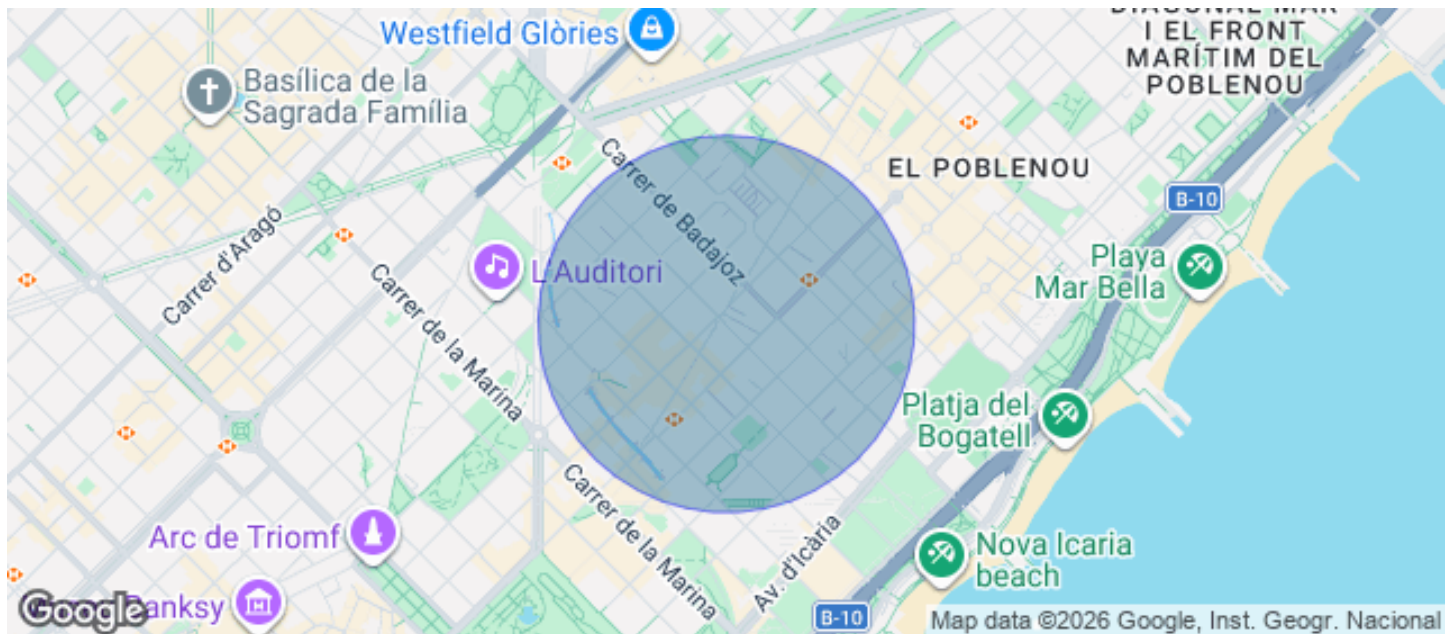 Westfield Glòries
Basílica de la
Sagrada Família
DIAGONAL MAR
I EL FRONT
MARÍTIM DEL
POBLENOU
EL POBLENOU
B-10
Carrer de Badajoz
Carrer d'Aragó
L'Auditori
Carrer de la Marina
Playa
Mar Bella
Platja del
Bogatell
Carrer de la Marina
Av. d'Icària
Arc de Triomf
Nova Icaria
beach
Banksy
B-10
Google
Map data ©2026 Google, Inst. Geogr. Nacional